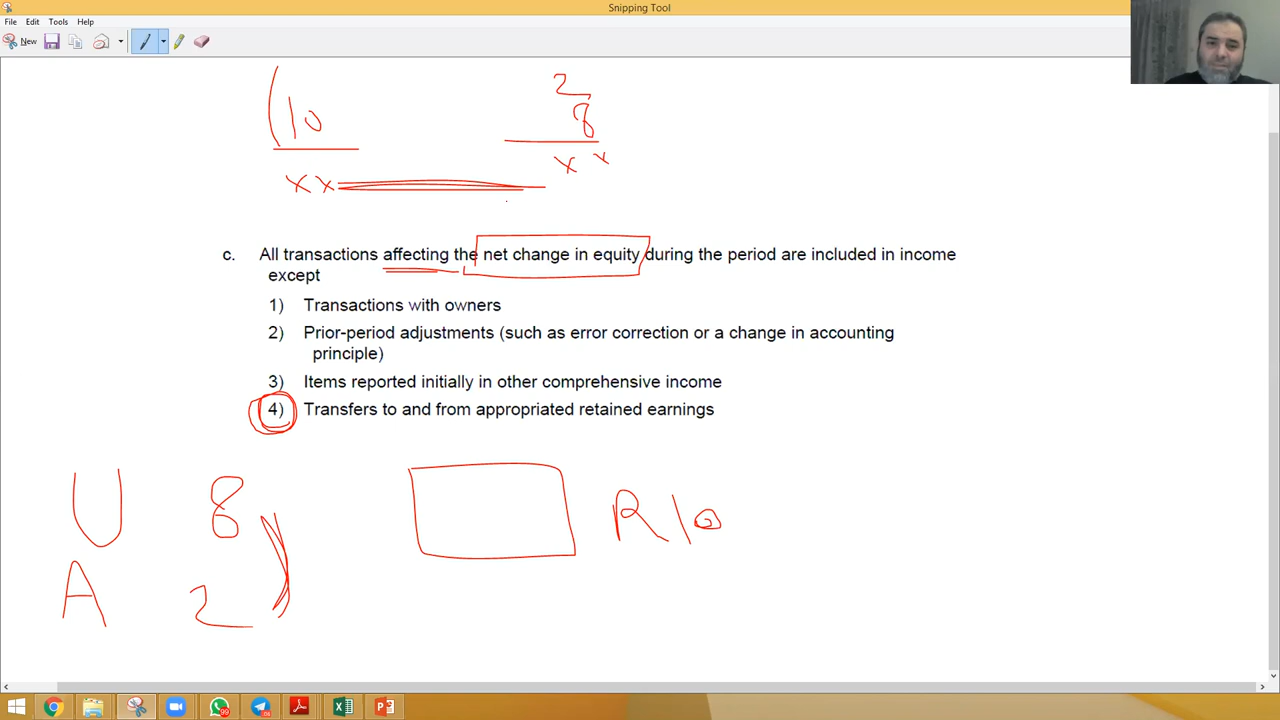 Snipping Tool
File Edit Tools Help
New
10
2
8
xx
xx
c. All transactions affecting the net change in equity during the period are included in income
except
1) Transactions with owners
2) Prior-period adjustments (such as error correction or a change in accounting
principle)
3) Items reported initially in other comprehensive income
4) Transfers to and from appropriated retained earnings
U 8
R 10
A 2
99